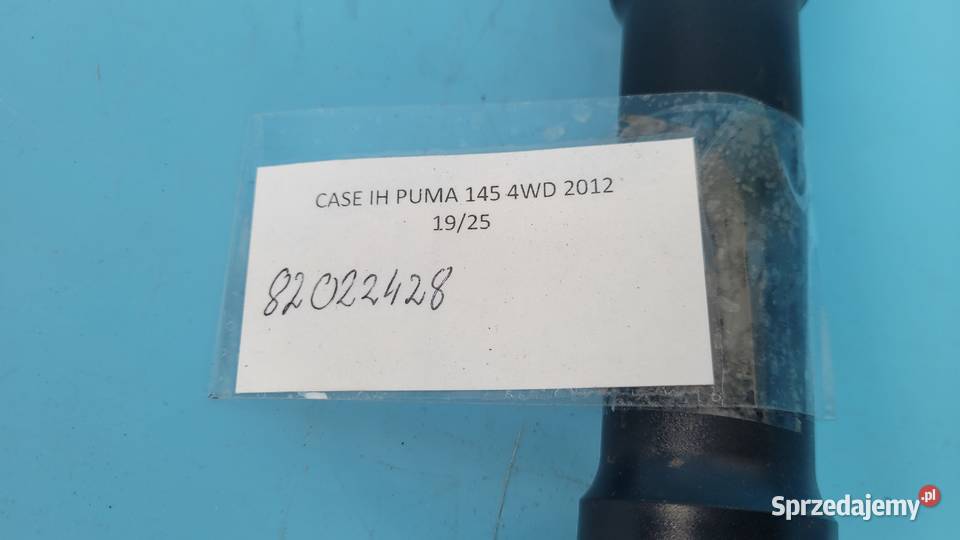 CASE IH PUMA 145 4WD 2012
19/25
82022428
Sprzedajemy.pl